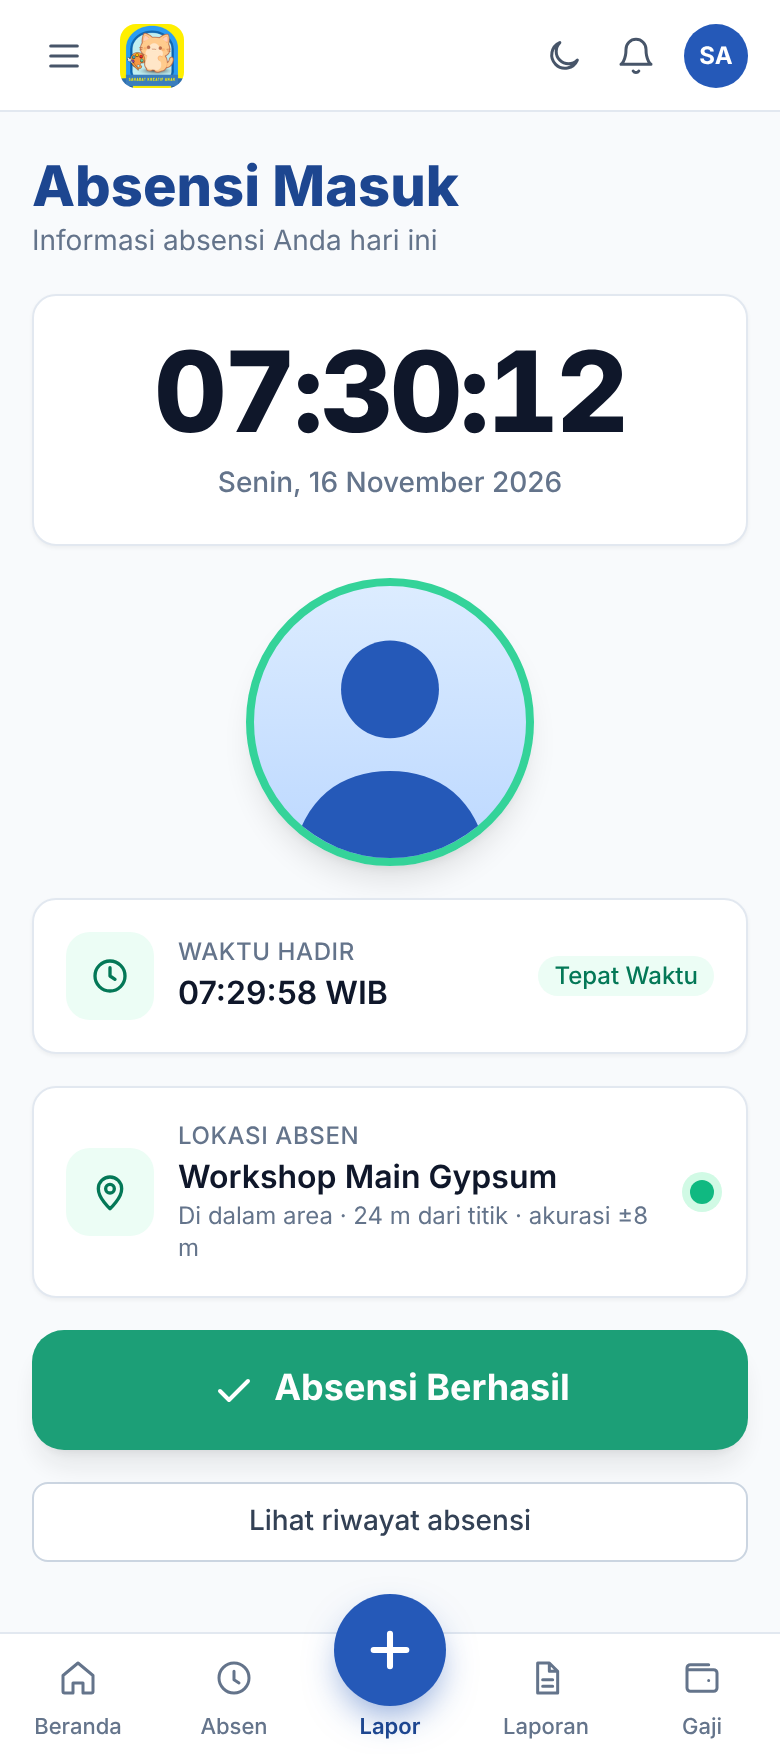 SA
Absensi Masuk
Informasi absensi Anda hari ini
07:30:12
Senin, 16 November 2026
WAKTU HADIR
07:29:58 WIB
Tepat Waktu
LOKASI ABSEN
Workshop Main Gypsum
Di dalam area · 24 m dari titik · akurasi ±8
m
Absensi Berhasil
Lihat riwayat absensi
Beranda
Absen
Lapor
Laporan
Gaji